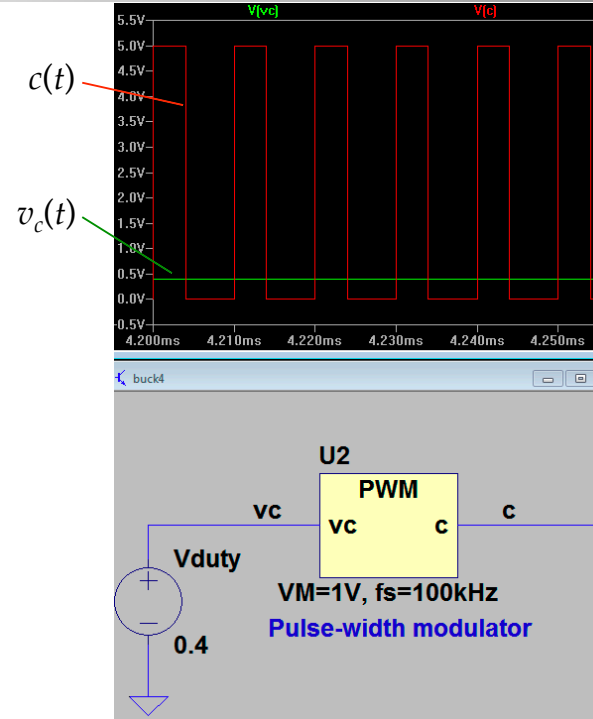 V(vc) V(c)
5.5V
5.0V
4.5V
c(t)
4.0V
3.5V
3.0V
2.5V
2.0V
v_c(t)
1.5V
1.0V
0.5V
0.0V
-0.5V
4.200ms 4.210ms 4.220ms 4.230ms 4.240ms 4.250ms
buck4
U2
PWM
vc vc c c
Vduty
+
VM=1V, fs=100kHz
Pulse-width modulator
−
0.4